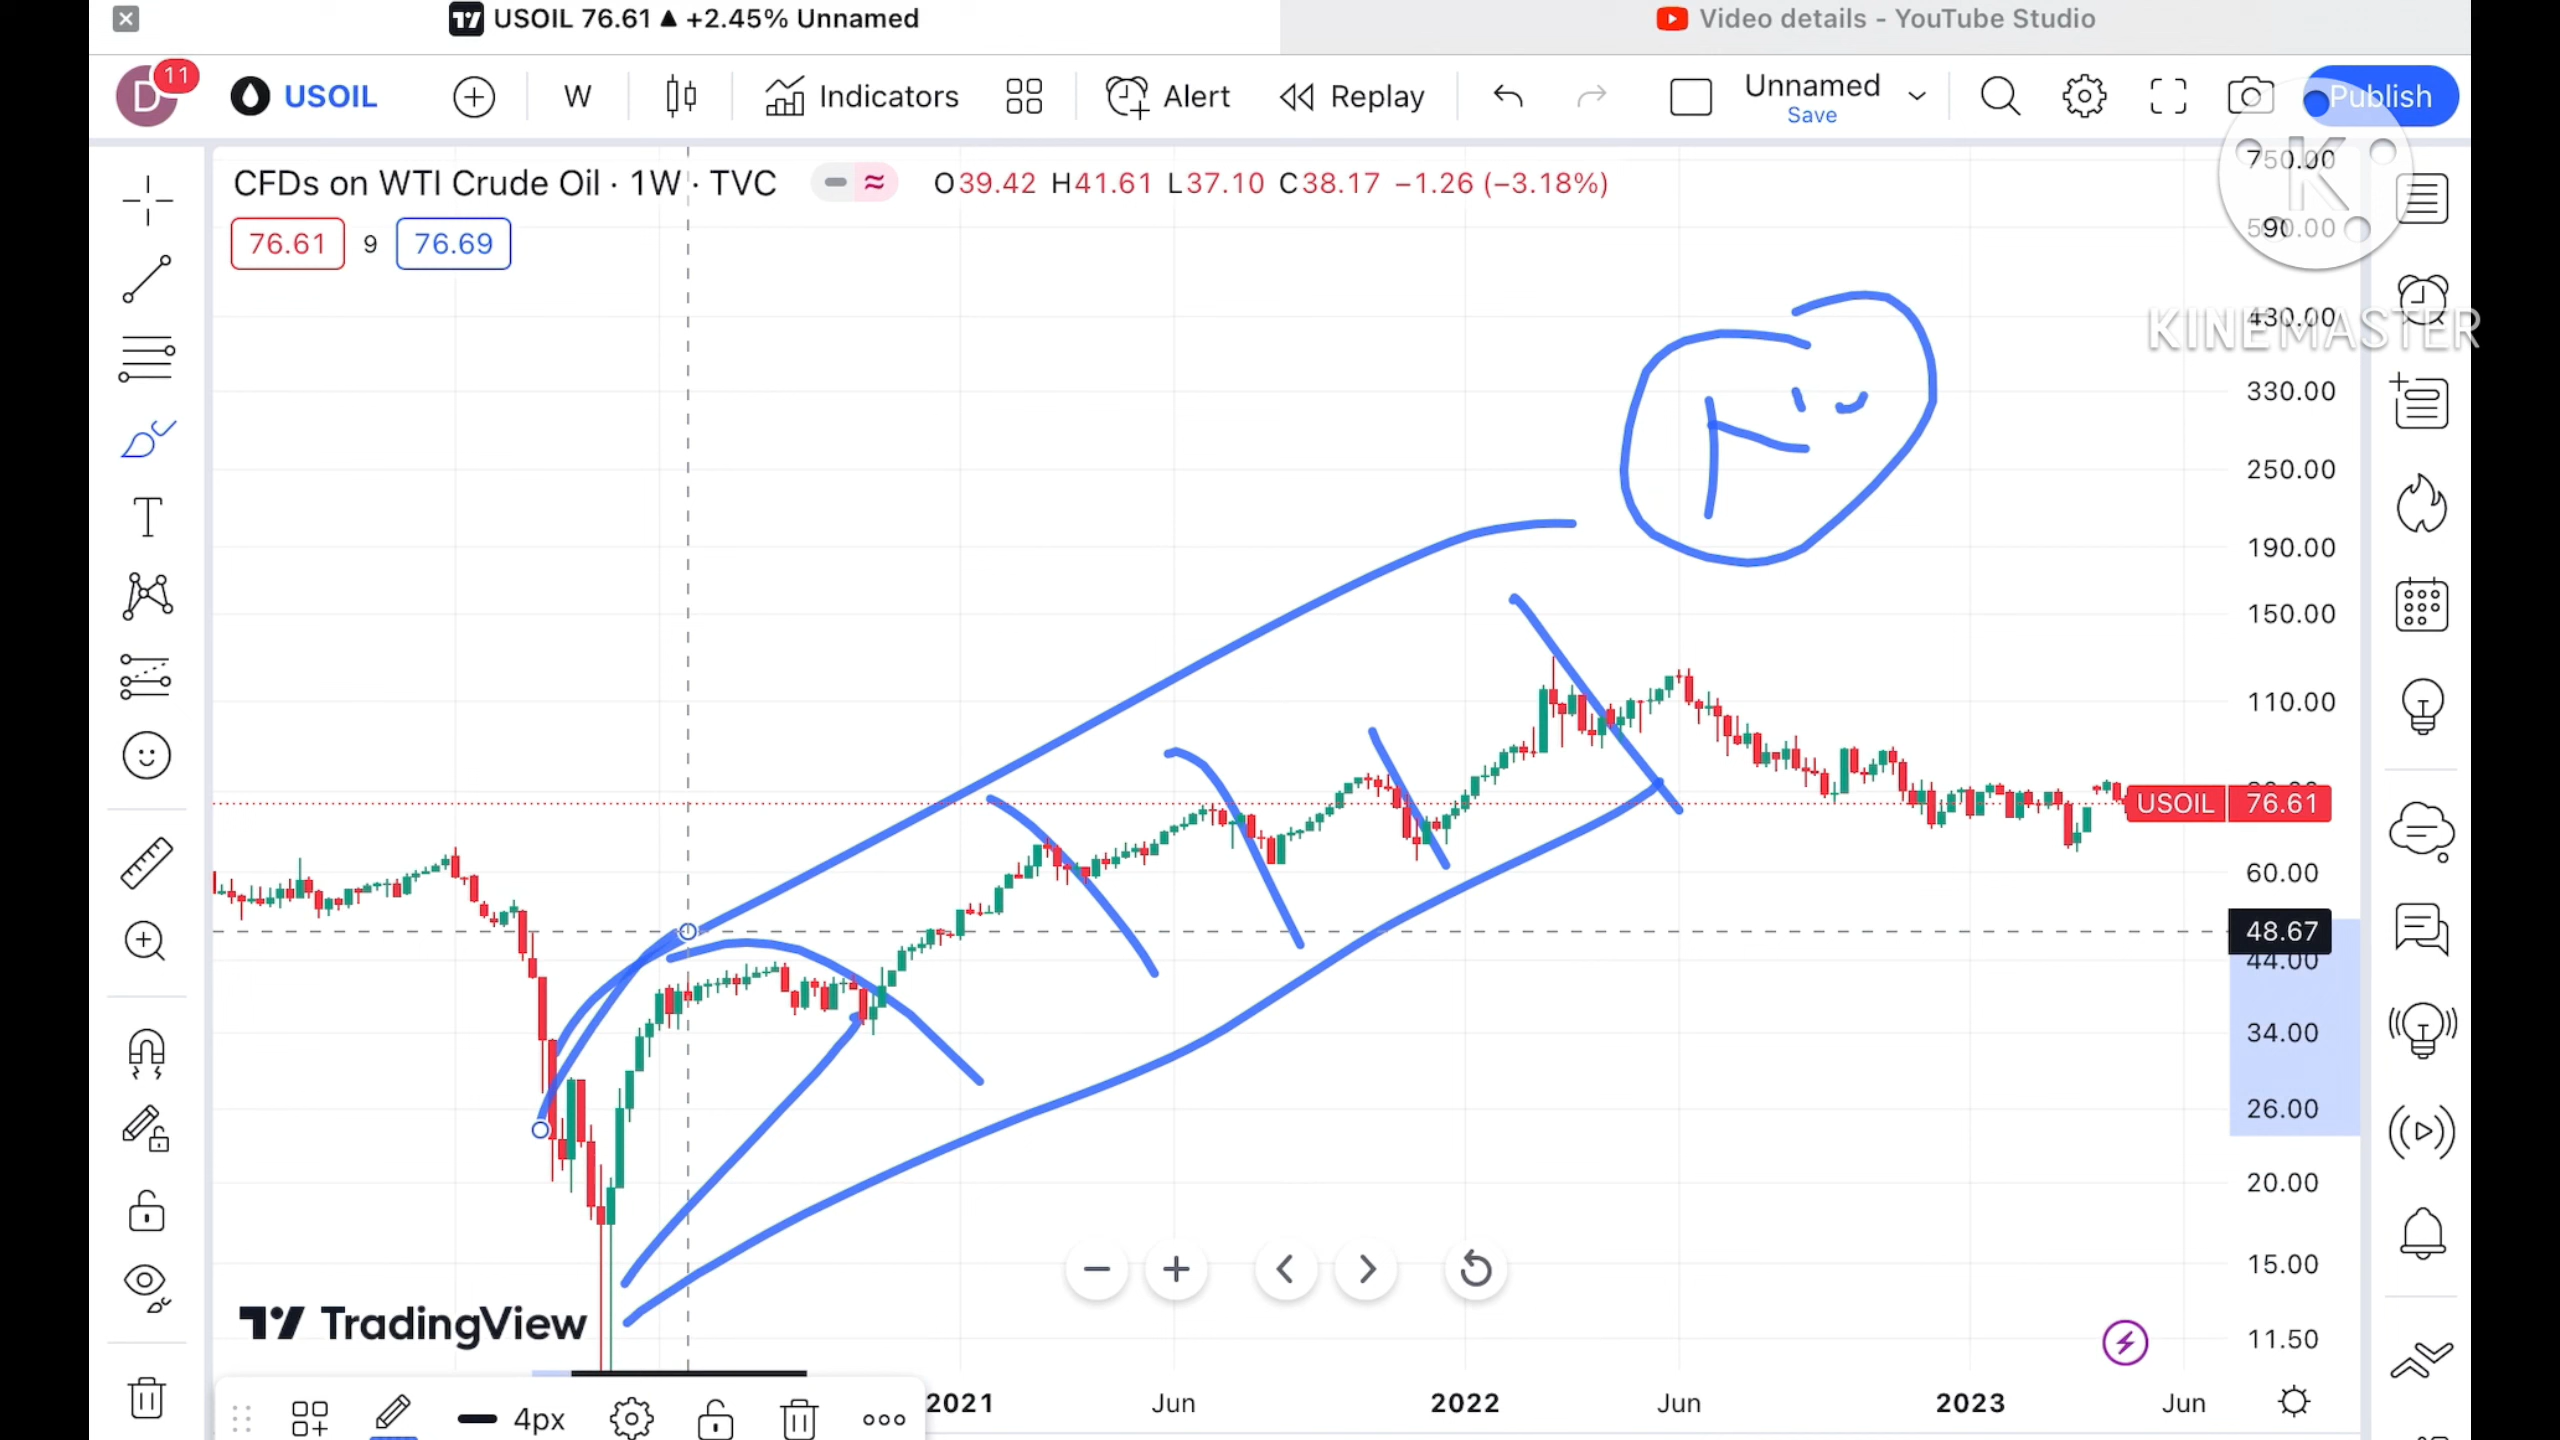 USOIL 76.61 ▲ +2.45% Unnamed
Video details - YouTube Studio
D 11 USOIL W Indicators Alert Replay Unnamed Publish
Save
CFDs on WTI Crude Oil · 1W · TVC O39.42 H41.61 L37.10 C38.17 −1.26 (−3.18%)
76.61 9 76.69
K
KINEMASTER
750.00
590.00
430.00
330.00
250.00
190.00
150.00
110.00
USOIL 76.61
60.00
48.67
44.00
34.00
26.00
20.00
15.00
11.50
TradingView
2021 Jun 2022 Jun 2023 Jun
4px